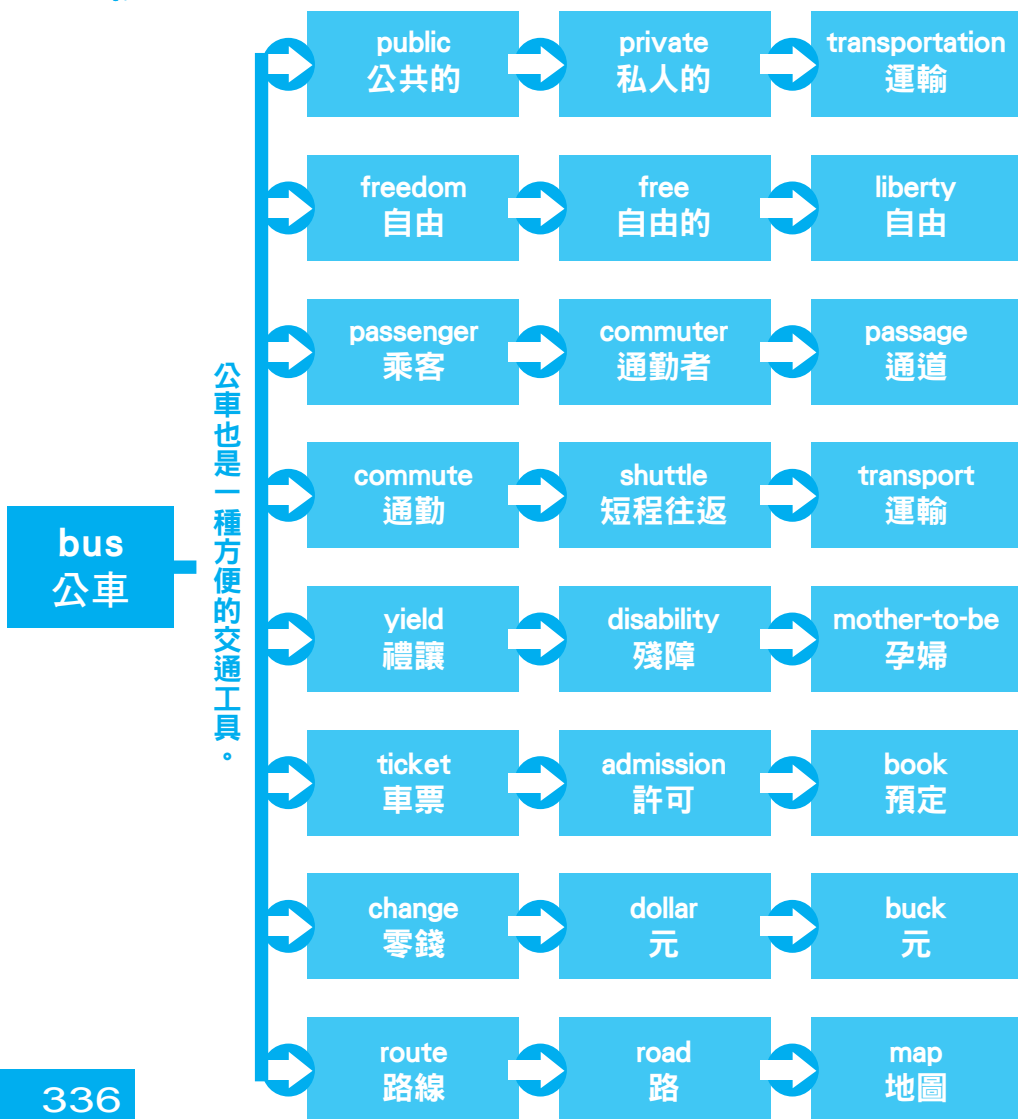 public
公共的
private
私人的
transportation
運輸
freedom
自由
free
自由的
liberty
自由
passenger
乘客
commuter
通勤者
passage
通道
commute
通勤
shuttle
短程往返
transport
運輸
bus
公車
公車也是一種方便的交通工具。
yield
禮讓
disability
殘障
mother-to-be
孕婦
ticket
車票
admission
許可
book
預定
change
零錢
dollar
元
buck
元
route
路線
road
路
map
地圖
336